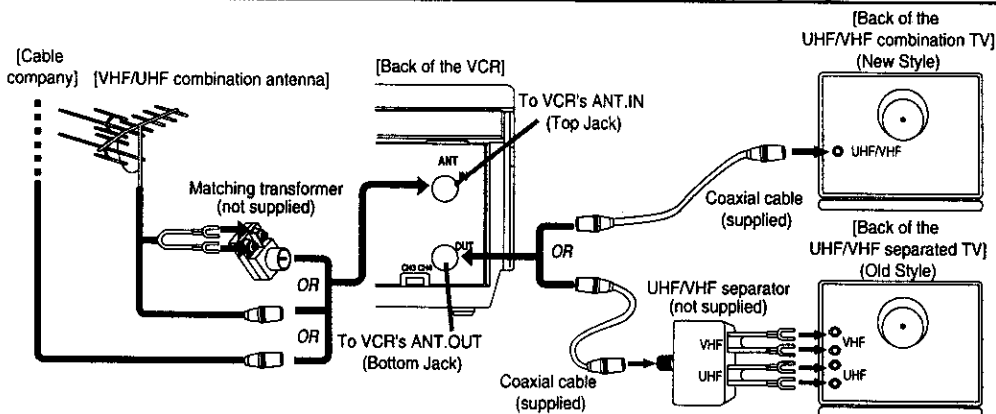 [Cable
company]
[VHF/UHF combination antenna]
[Back of the VCR]
To VCR's ANT.IN
(Top Jack)
[Back of the
UHF/VHF combination TV]
(New Style)
ANT
IN
UHF/VHF
Matching transformer
(not supplied)
Coaxial cable
(supplied)
OUT
CH3 CH4
OR
OR
OR
To VCR's ANT.OUT
(Bottom Jack)
[Back of the
UHF/VHF separated TV]
(Old Style)
UHF/VHF separator
(not supplied)
VHF
UHF
VHF
UHF
Coaxial cable
(supplied)